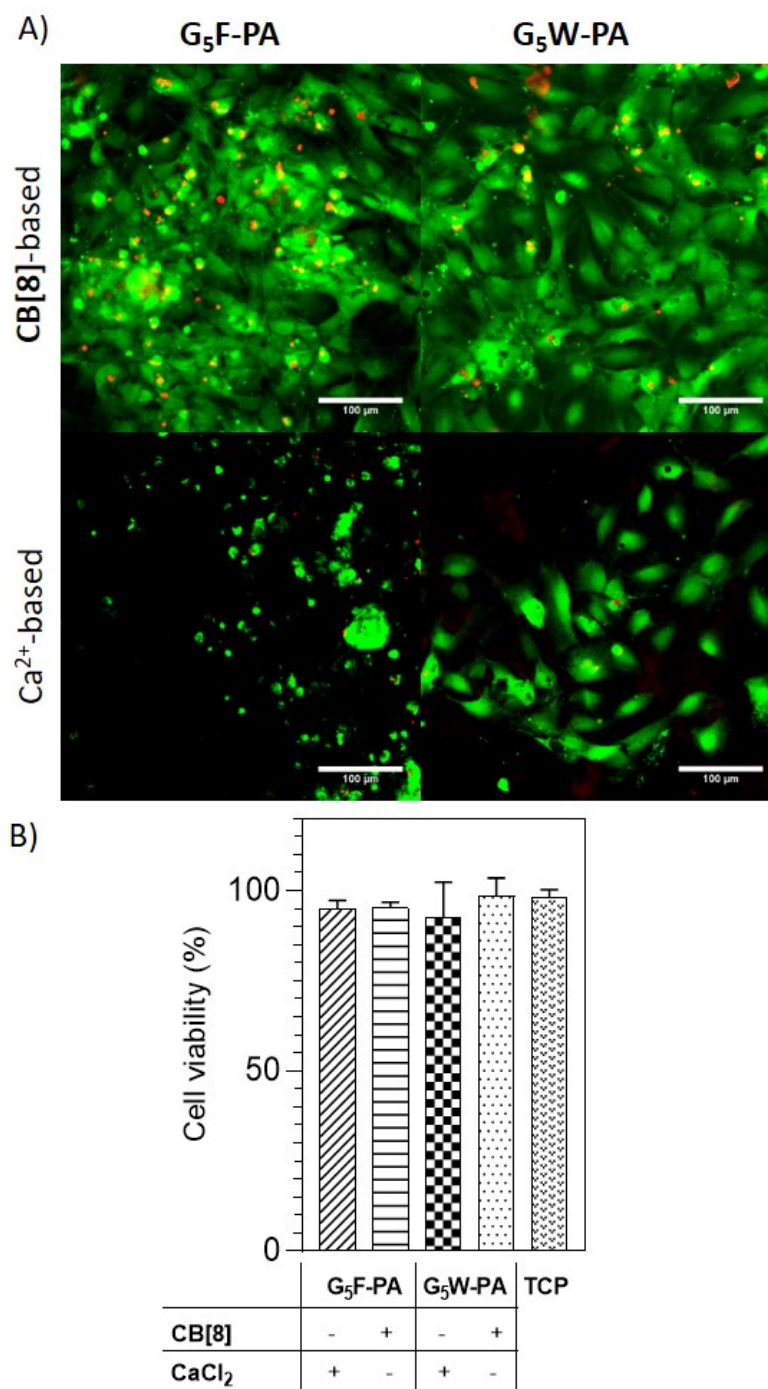 A)
G₅F-PA G₅W-PA
CB[8]-based
100 µm 100 µm
Ca²⁺-based
100 µm 100 µm
B)
Cell viability (%)
100
50
0
G₅F-PA G₅W-PA TCP
CB[8] - + - +
CaCl₂ + - + -